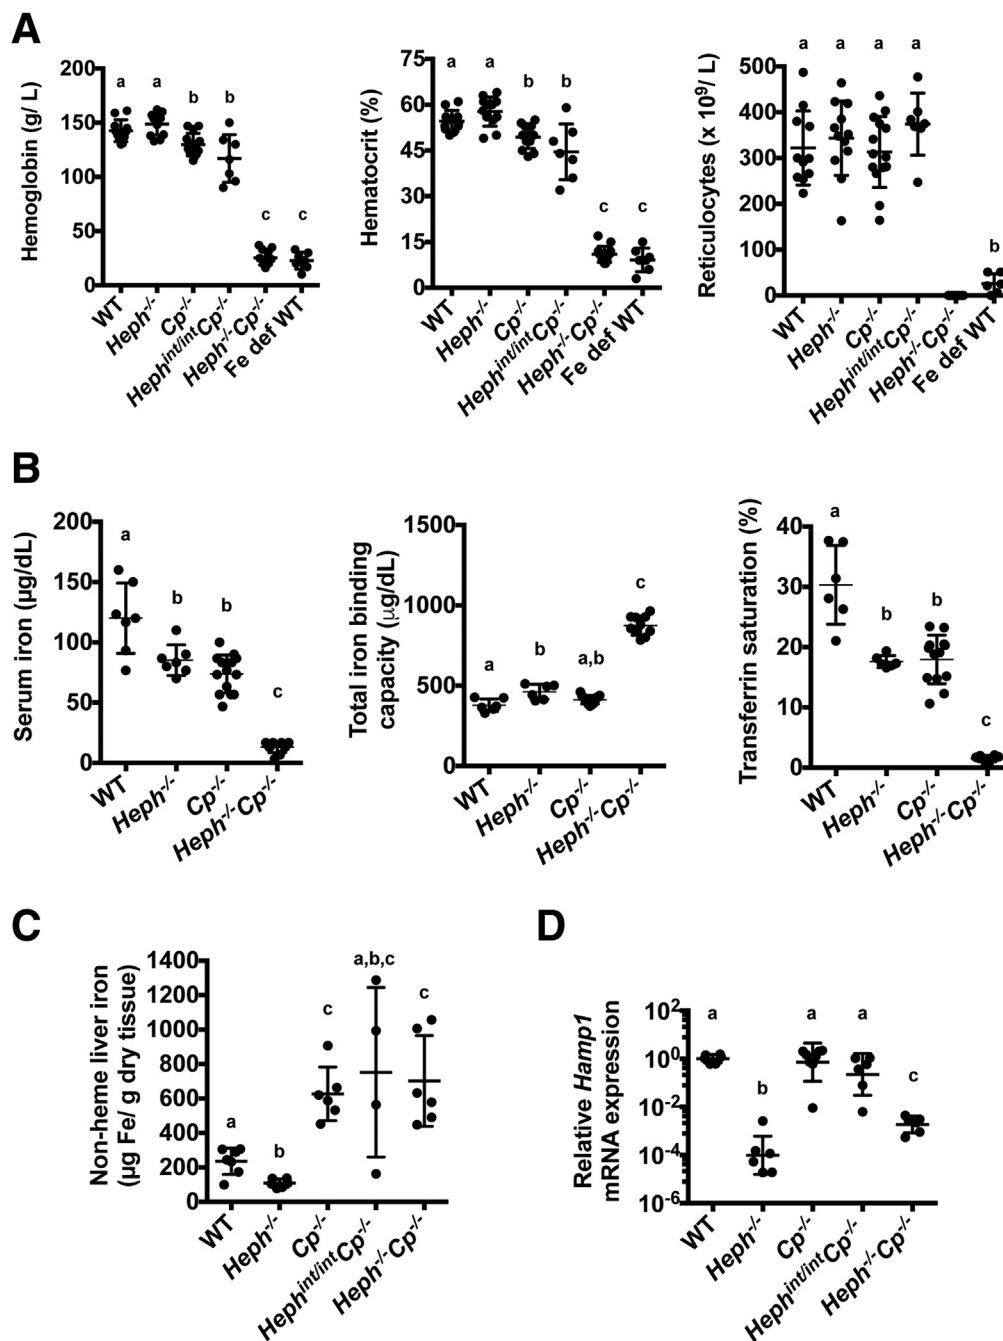 A
Hemoglobin (g/ L)
200
150
100
50
0
a a b b c c
WT
Heph-/-
Cp-/-
Hephint/intCp-/-
Heph-/-Cp-/-
Fe def WT
Hematocrit (%)
75
60
45
30
15
0
a a b b c c
WT
Heph-/-
Cp-/-
Hephint/intCp-/-
Heph-/-Cp-/-
Fe def WT
Reticulocytes (x 10⁹/ L)
500
400
300
200
100
0
a a a a b
WT
Heph-/-
Cp-/-
Hephint/intCp-/-
Heph-/-Cp-/-
Fe def WT
B
Serum iron (µg/dL)
200
150
100
50
0
a b b c
WT
Heph-/-
Cp-/-
Heph-/-Cp-/-
Total iron binding
capacity (µg/dL)
1500
1000
500
0
a b a,b c
WT
Heph-/-
Cp-/-
Heph-/-Cp-/-
Transferrin saturation (%)
40
30
20
10
0
a b b c
WT
Heph-/-
Cp-/-
Heph-/-Cp-/-
C
Non-heme liver iron
(µg Fe/ g dry tissue)
1400
1200
1000
800
600
400
200
0
a b c a,b,c c
WT
Heph-/-
Cp-/-
Hephint/intCp-/-
Heph-/-Cp-/-
D
Relative Hamp1
mRNA expression
10²
10⁰
10⁻²
10⁻⁴
10⁻⁶
a b a a c
WT
Heph-/-
Cp-/-
Hephint/intCp-/-
Heph-/-Cp-/-